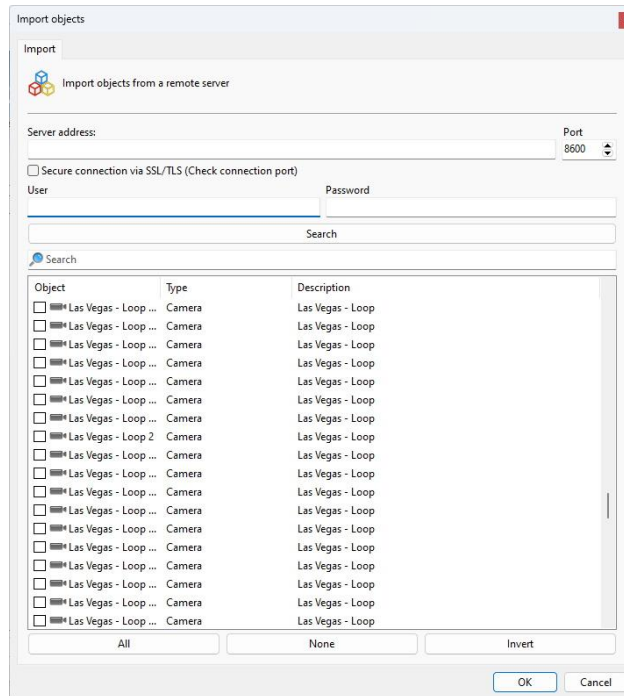 Import objects
Import
Import objects from a remote server
Server address:
Port
8600
Secure connection via SSL/TLS (Check connection port)
User
Password
Search
Search
Object Type Description
Las Vegas - Loop ... Camera Las Vegas - Loop
Las Vegas - Loop ... Camera Las Vegas - Loop
Las Vegas - Loop ... Camera Las Vegas - Loop
Las Vegas - Loop ... Camera Las Vegas - Loop
Las Vegas - Loop ... Camera Las Vegas - Loop
Las Vegas - Loop ... Camera Las Vegas - Loop
Las Vegas - Loop ... Camera Las Vegas - Loop
Las Vegas - Loop 2 Camera Las Vegas - Loop
Las Vegas - Loop ... Camera Las Vegas - Loop
Las Vegas - Loop ... Camera Las Vegas - Loop
Las Vegas - Loop ... Camera Las Vegas - Loop
Las Vegas - Loop ... Camera Las Vegas - Loop
Las Vegas - Loop ... Camera Las Vegas - Loop
Las Vegas - Loop ... Camera Las Vegas - Loop
Las Vegas - Loop ... Camera Las Vegas - Loop
Las Vegas - Loop ... Camera Las Vegas - Loop
Las Vegas - Loop ... Camera Las Vegas - Loop
Las Vegas - Loop ... Camera Las Vegas - Loop
All None Invert
OK Cancel